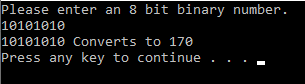 Please enter an 8 bit binary number.
10101010
10101010 Converts to 170
Press any key to continue . . .